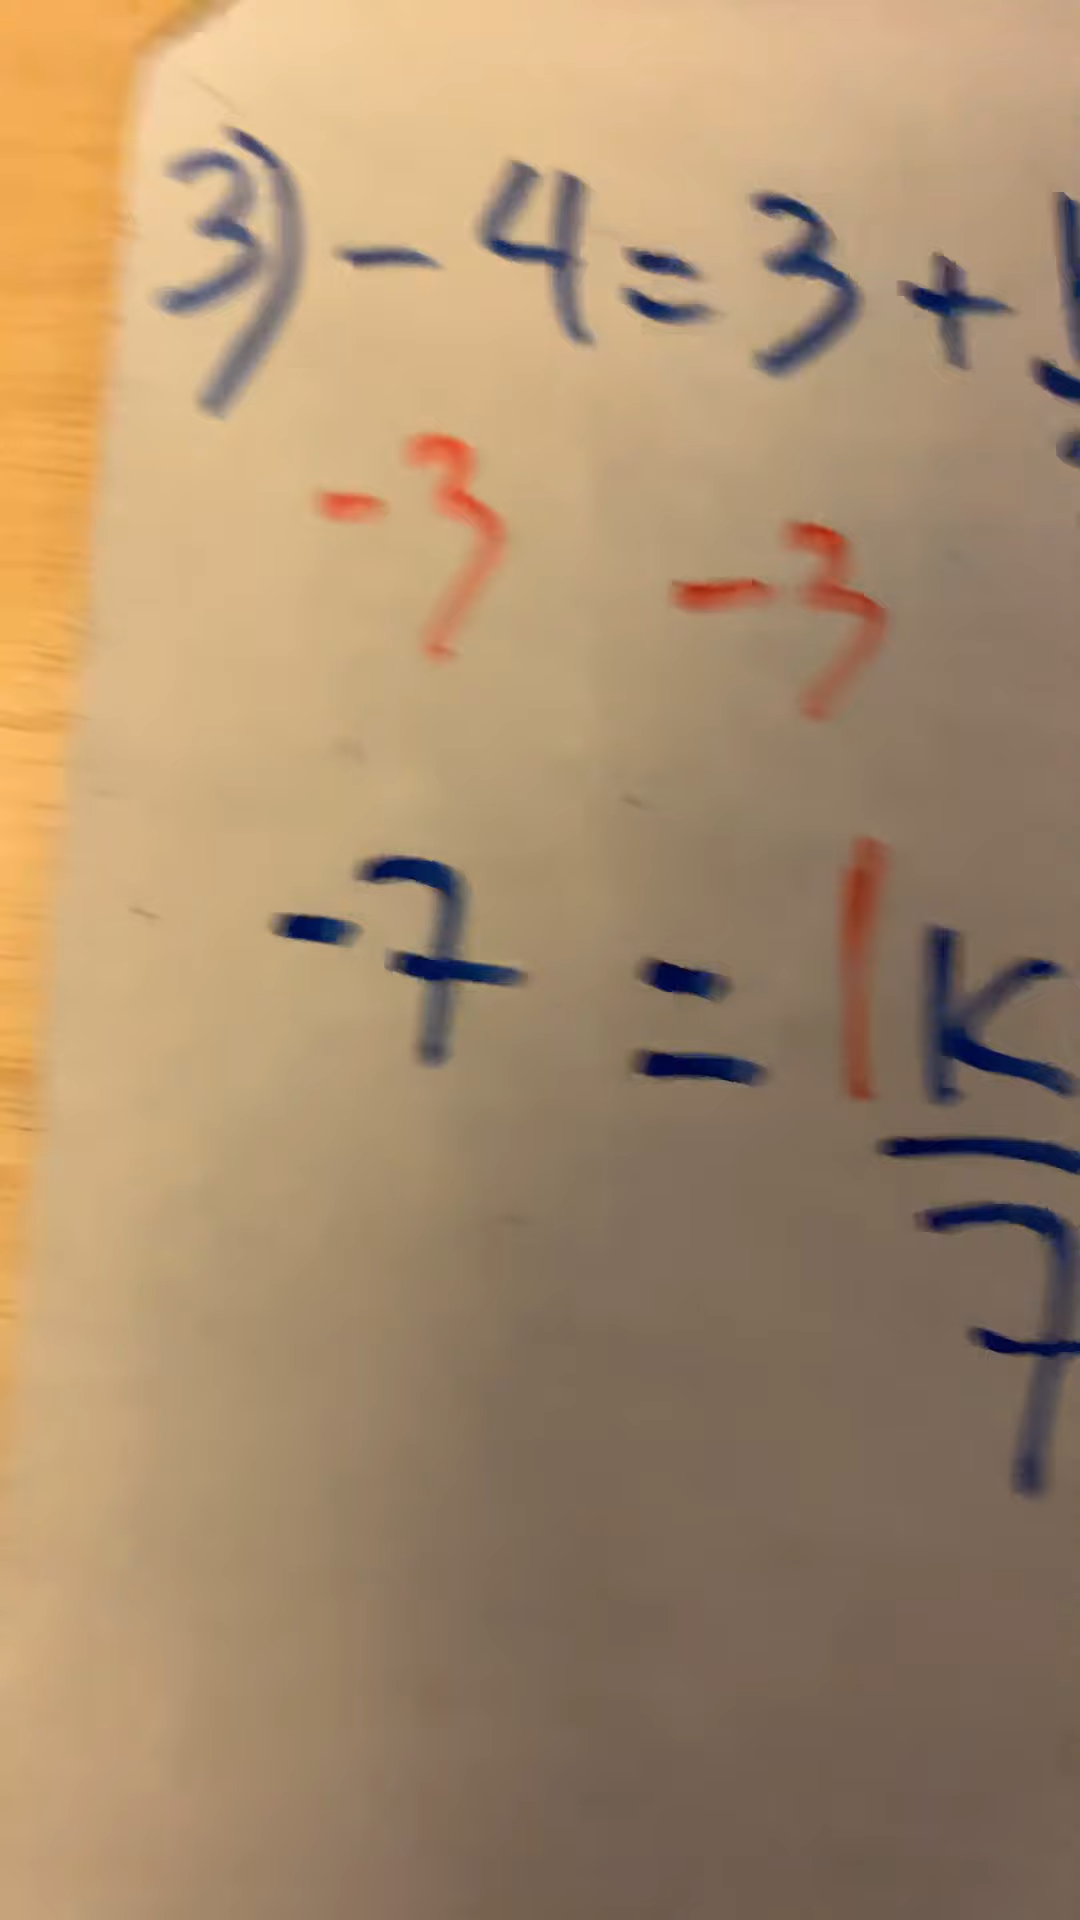 3) - 4 = 3 +
-3 -3
-7 = 1k
7